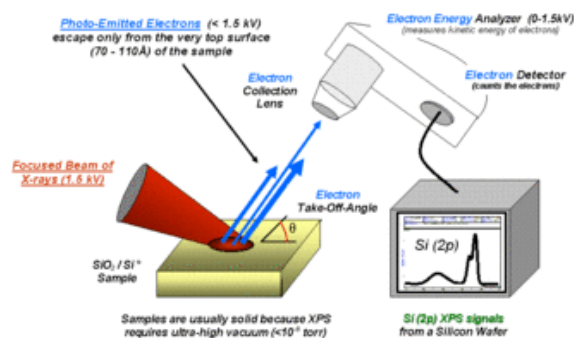 Photo-Emitted Electrons (< 1.5 kV)
escape only from the very top surface
(70 - 110Å) of the sample
Electron Energy Analyzer (0-1.5kV)
(measures kinetic energy of electrons)
Electron Detector
(counts the electrons)
Electron
Collection
Lens
Focused Beam of
X-rays (1.5 kV)
Electron
Take-Off-Angle
θ
SiO₂ / Si°
Sample
Si (2p)
Samples are usually solid because XPS
requires ultra-high vacuum (<10⁻⁸ torr)
Si (2p) XPS signals
from a Silicon Wafer